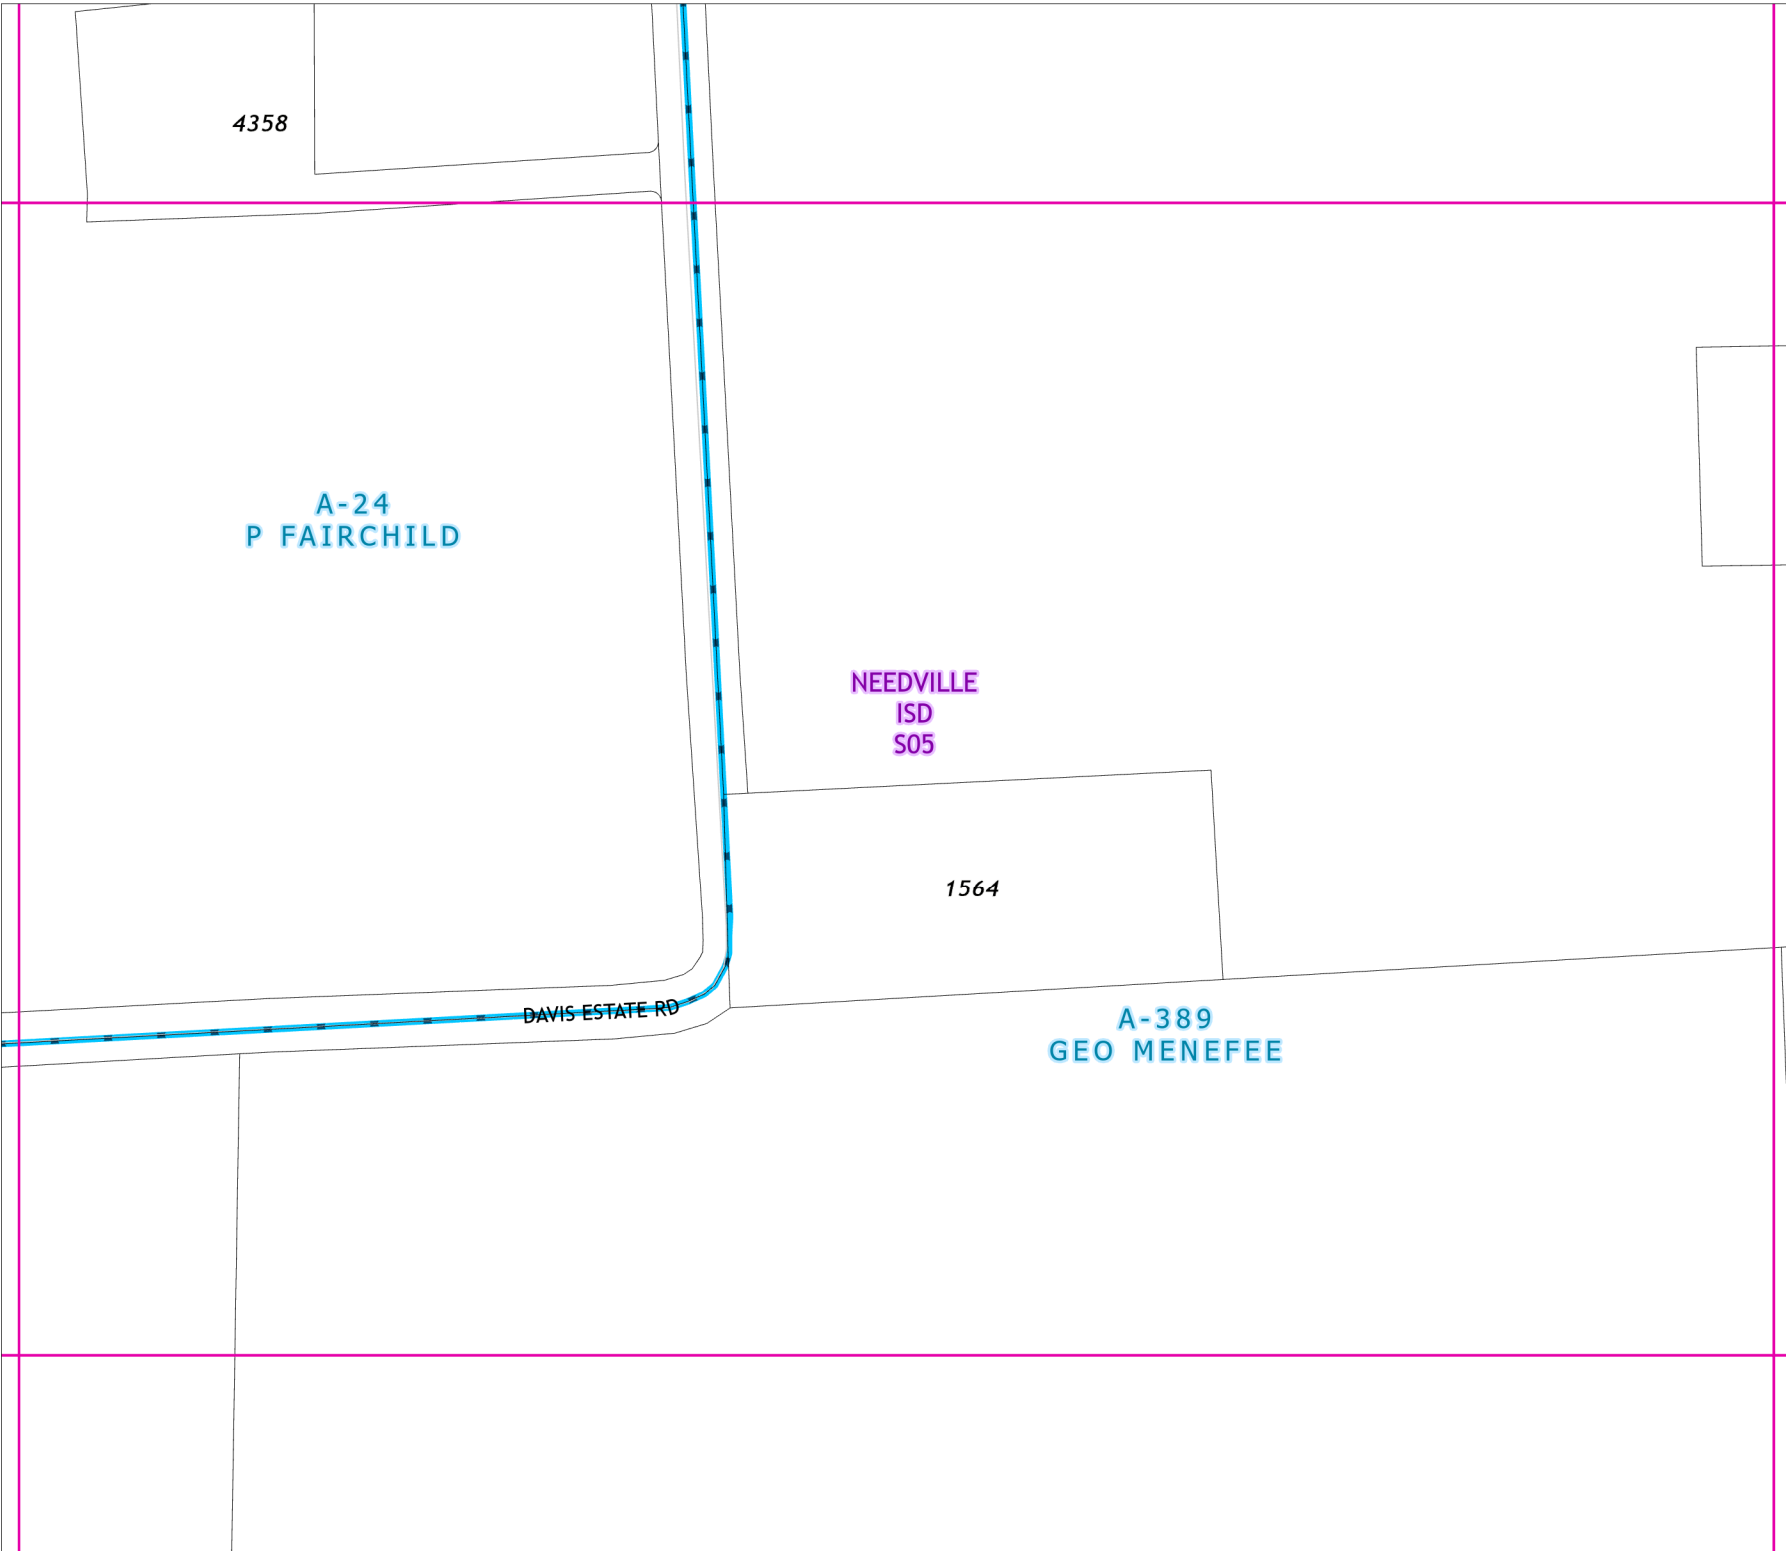 4358
A-24
P FAIRCHILD
NEEDVILLE
ISD
S05
1564
DAVIS ESTATE RD
A-389
GEO MENEFEE